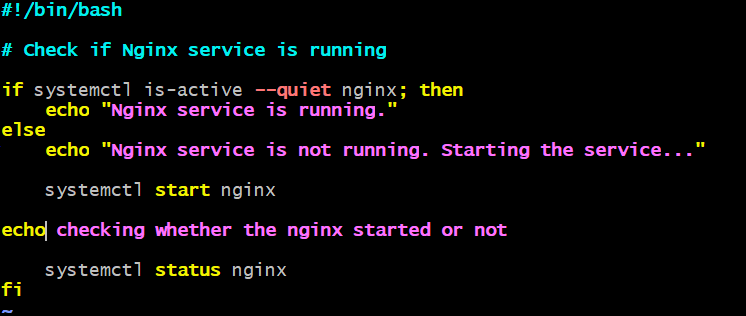 #!/bin/bash
# Check if Nginx service is running
if systemctl is-active --quiet nginx; then
    echo "Nginx service is running."
else
    echo "Nginx service is not running. Starting the service..."
    systemctl start nginx
echo checking whether the nginx started or not
    systemctl status nginx
fi
~